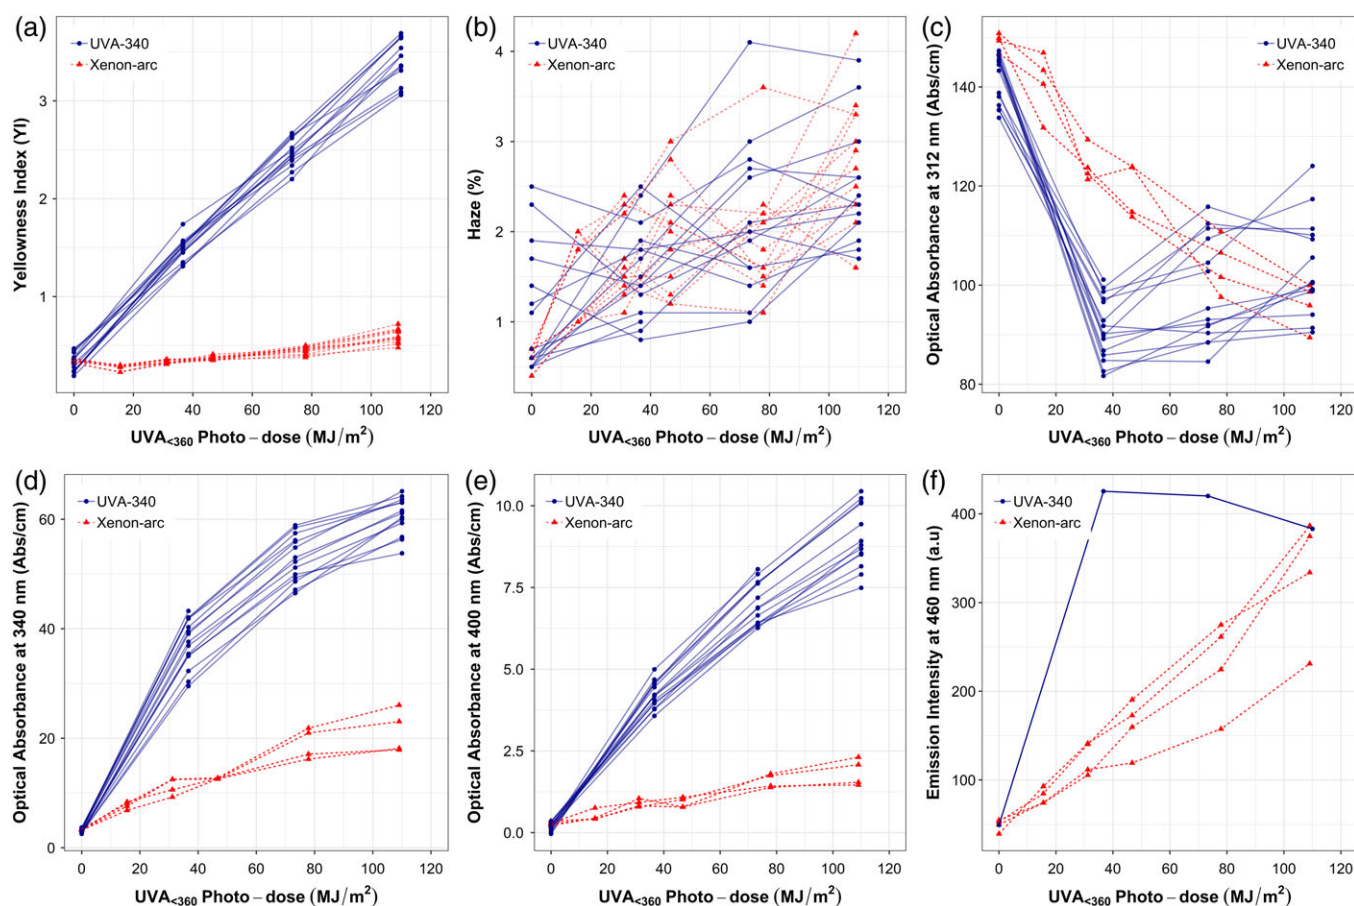 (a)
UVA-340
Xenon-arc
3
2
1
0 20 40 60 80 100 120
Yellowness Index (YI)
UVA<360 Photo – dose (MJ/m²)
(b)
UVA-340
Xenon-arc
4
3
2
1
0 20 40 60 80 100 120
Haze (%)
UVA<360 Photo – dose (MJ/m²)
(c)
UVA-340
Xenon-arc
140
120
100
80
0 20 40 60 80 100 120
Optical Absorbance at 312 nm (Abs/cm)
UVA<360 Photo – dose (MJ/m²)
(d)
UVA-340
Xenon-arc
60
40
20
0
0 20 40 60 80 100 120
Optical Absorbance at 340 nm (Abs/cm)
UVA<360 Photo – dose (MJ/m²)
(e)
UVA-340
Xenon-arc
10.0
7.5
5.0
2.5
0.0
0 20 40 60 80 100 120
Optical Absorbance at 400 nm (Abs/cm)
UVA<360 Photo – dose (MJ/m²)
(f)
UVA-340
Xenon-arc
400
300
200
100
0 20 40 60 80 100 120
Emission Intensity at 460 nm (a.u)
UVA<360 Photo – dose (MJ/m²)